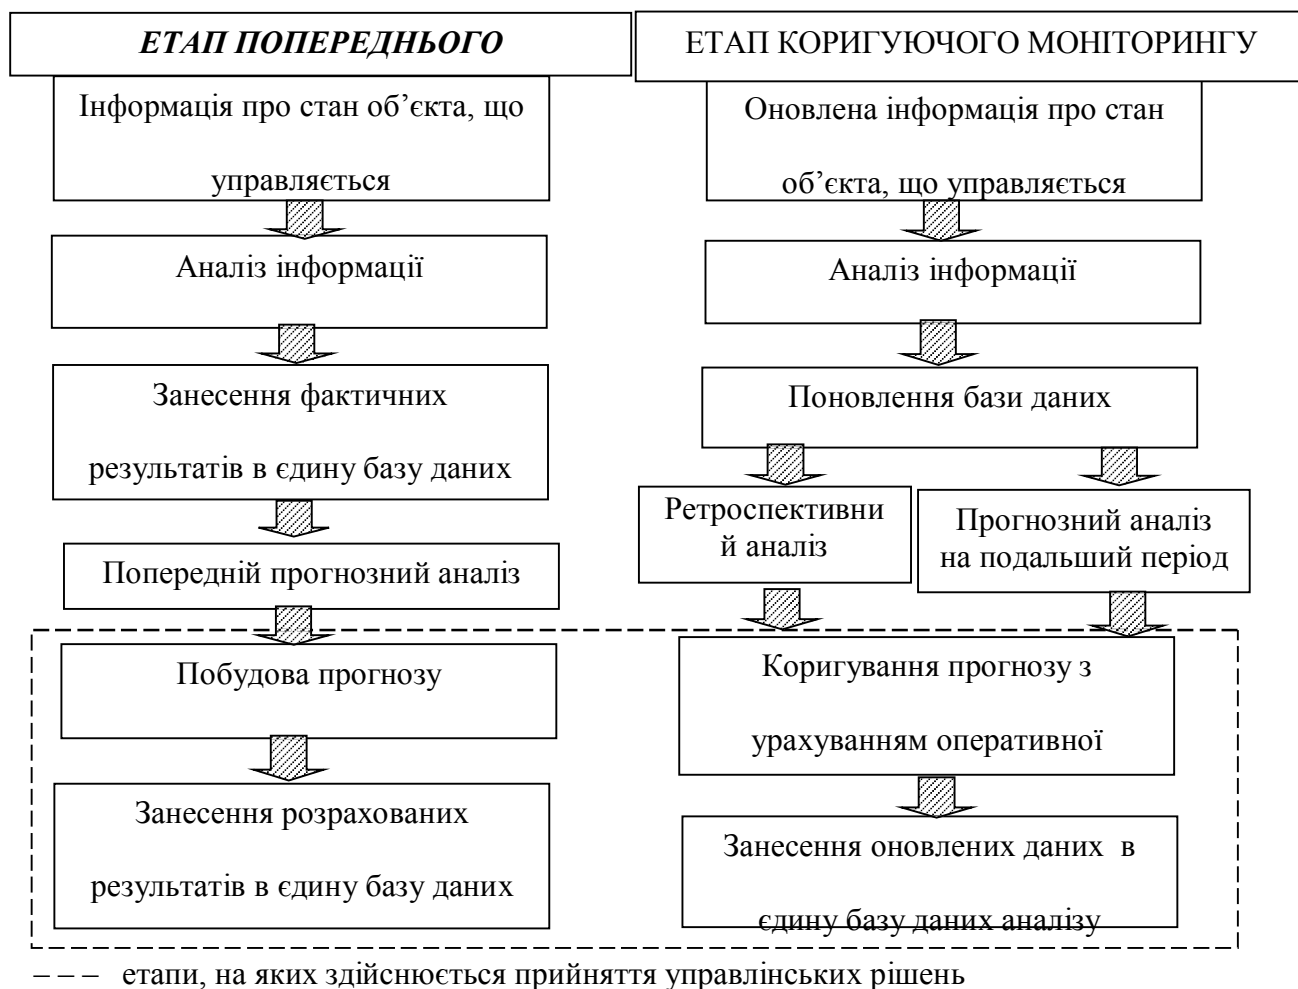 ЕТАП ПОПЕРЕДНЬОГО
Інформація про стан об’єкта, що
управляється
Аналіз інформації
Занесення фактичних
результатів в єдину базу даних
Попередній прогнозний аналіз
Побудова прогнозу
Занесення розрахованих
результатів в єдину базу даних
ЕТАП КОРИГУЮЧОГО МОНІТОРИНГУ
Оновлена інформація про стан
об’єкта, що управляється
Аналіз інформації
Поновлення бази даних
Ретроспективни
й аналіз
Прогнозний аналіз
на подальший період
Коригування прогнозу з
урахуванням оперативної
Занесення оновлених даних в
єдину базу даних аналізу
– – – етапи, на яких здійснюється прийняття управлінських рішень